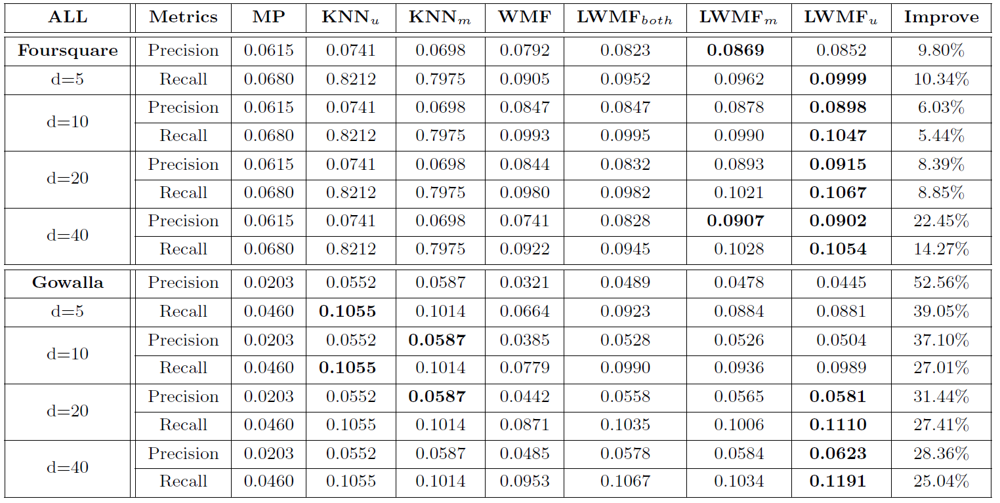 ALL Metrics MP KNNu KNNm WMF LWMFboth LWMFm LWMFu Improve
Foursquare Precision 0.0615 0.0741 0.0698 0.0792 0.0823 0.0869 0.0852 9.80%
d=5 Recall 0.0680 0.8212 0.7975 0.0905 0.0952 0.0962 0.0999 10.34%
d=10 Precision 0.0615 0.0741 0.0698 0.0847 0.0847 0.0878 0.0898 6.03%
Recall 0.0680 0.8212 0.7975 0.0993 0.0995 0.0990 0.1047 5.44%
d=20 Precision 0.0615 0.0741 0.0698 0.0844 0.0832 0.0893 0.0915 8.39%
Recall 0.0680 0.8212 0.7975 0.0980 0.0982 0.1021 0.1067 8.85%
d=40 Precision 0.0615 0.0741 0.0698 0.0741 0.0828 0.0907 0.0902 22.45%
Recall 0.0680 0.8212 0.7975 0.0922 0.0945 0.1028 0.1054 14.27%
Gowalla Precision 0.0203 0.0552 0.0587 0.0321 0.0489 0.0478 0.0445 52.56%
d=5 Recall 0.0460 0.1055 0.1014 0.0664 0.0923 0.0884 0.0881 39.05%
d=10 Precision 0.0203 0.0552 0.0587 0.0385 0.0528 0.0526 0.0504 37.10%
Recall 0.0460 0.1055 0.1014 0.0779 0.0990 0.0936 0.0989 27.01%
d=20 Precision 0.0203 0.0552 0.0587 0.0442 0.0558 0.0565 0.0581 31.44%
Recall 0.0460 0.1055 0.1014 0.0871 0.1035 0.1006 0.1110 27.41%
d=40 Precision 0.0203 0.0552 0.0587 0.0485 0.0578 0.0584 0.0623 28.36%
Recall 0.0460 0.1055 0.1014 0.0953 0.1067 0.1034 0.1191 25.04%